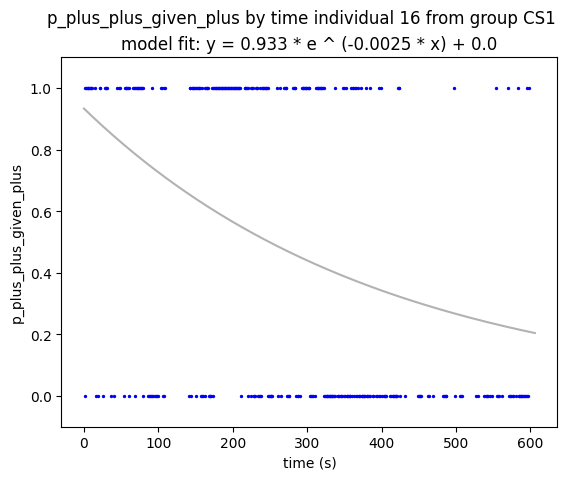 p_plus_plus_given_plus by time individual 16 from group CS1
model fit: y = 0.933 * e ^ (-0.0025 * x) + 0.0
1.0
0.8
0.6
0.4
0.2
0.0
p_plus_plus_given_plus
0 100 200 300 400 500 600
time (s)